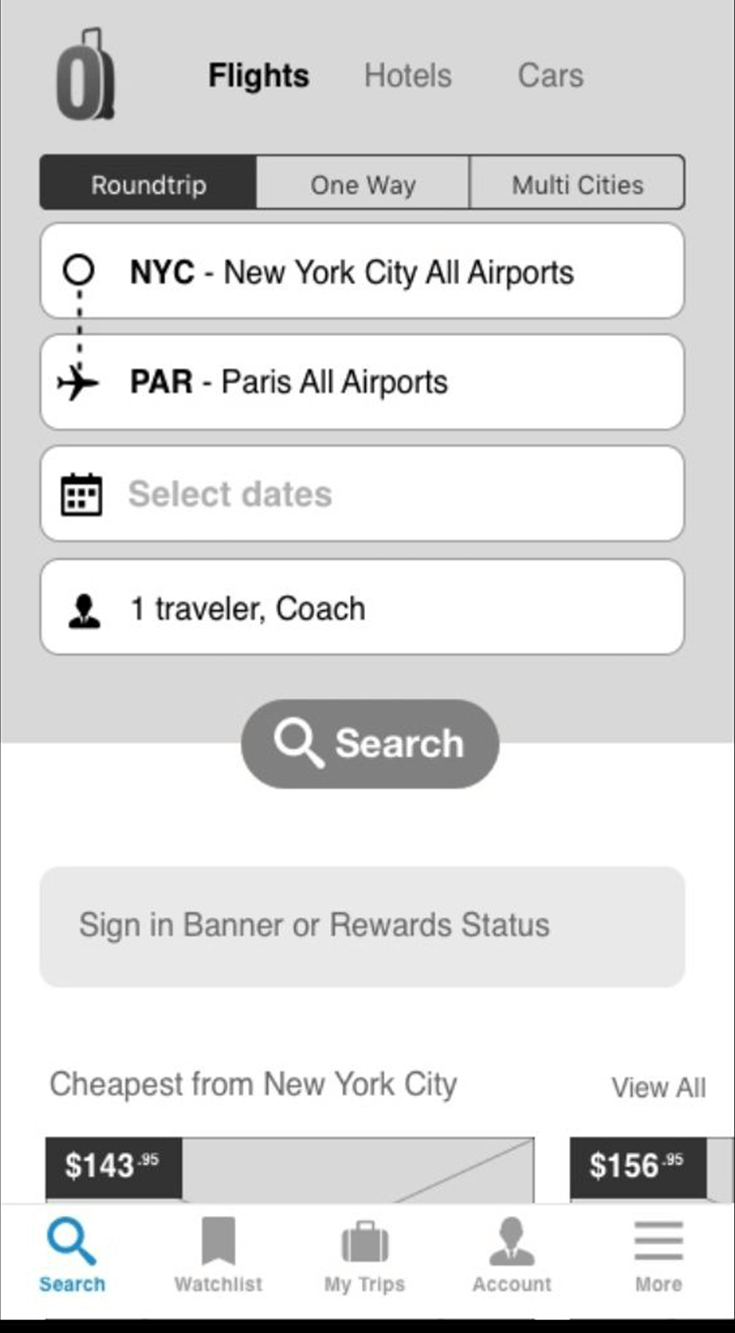 Flights Hotels Cars
Roundtrip One Way Multi Cities
NYC - New York City All Airports
PAR - Paris All Airports
Select dates
1 traveler, Coach
Search
Sign in Banner or Rewards Status
Cheapest from New York City View All
$143.95 $156.95
Search Watchlist My Trips Account More